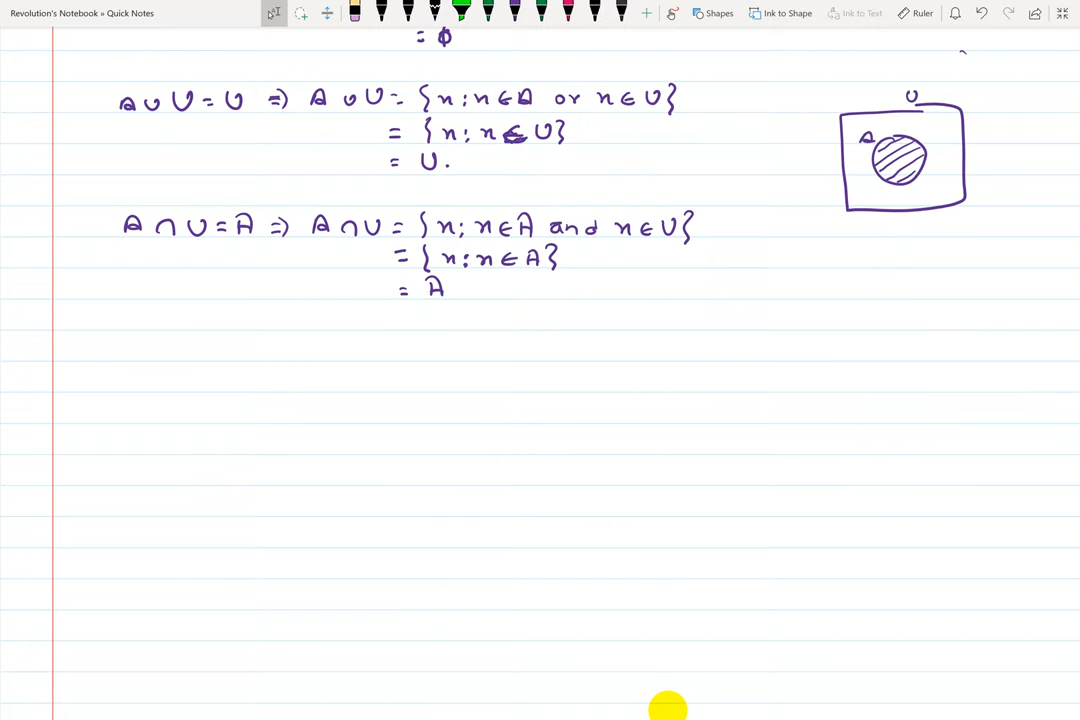 Revolution's Notebook » Quick Notes Shapes Ink to Shape Ink to Text Ruler
= ϕ
A ∪ U = U ⇒ A ∪ U = {n ; n ∈ A or n ∈ U}
= {n ; n ∈ U}
= U.
U
A
A ∩ U = A ⇒ A ∩ U = {n ; n ∈ A and n ∈ U}
= {n : n ∈ A}
= A